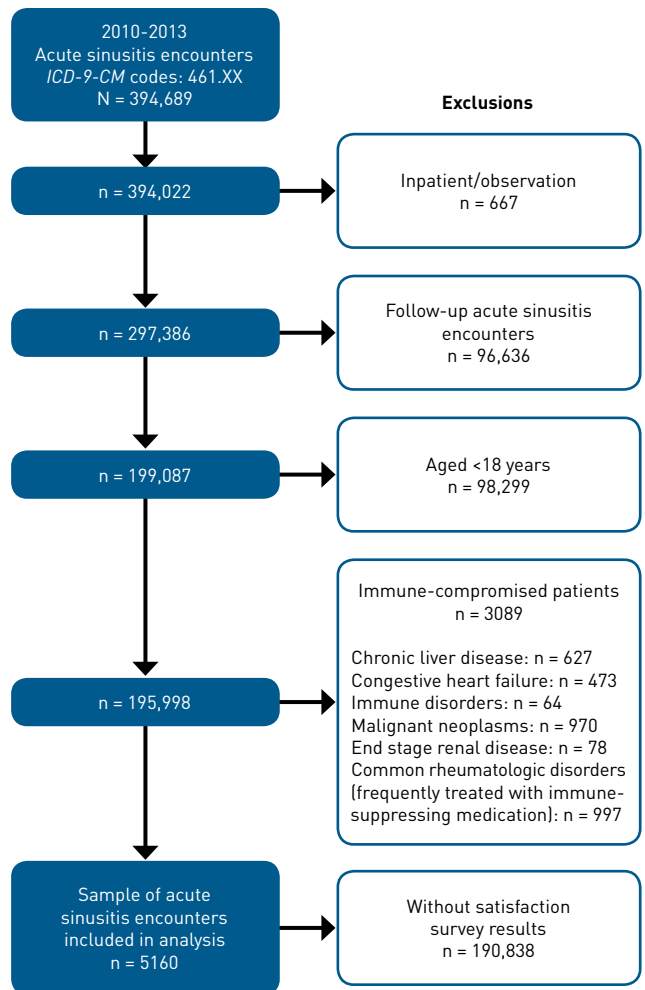 2010-2013
Acute sinusitis encounters
ICD-9-CM codes: 461.XX
N = 394,689
Exclusions
n = 394,022
Inpatient/observation
n = 667
n = 297,386
Follow-up acute sinusitis
encounters
n = 96,636
n = 199,087
Aged <18 years
n = 98,299
n = 195,998
Immune-compromised patients
n = 3089
Chronic liver disease: n = 627
Congestive heart failure: n = 473
Immune disorders: n = 64
Malignant neoplasms: n = 970
End stage renal disease: n = 78
Common rheumatologic disorders
(frequently treated with immune-
suppressing medication): n = 997
Sample of acute
sinusitis encounters
included in analysis
n = 5160
Without satisfaction
survey results
n = 190,838